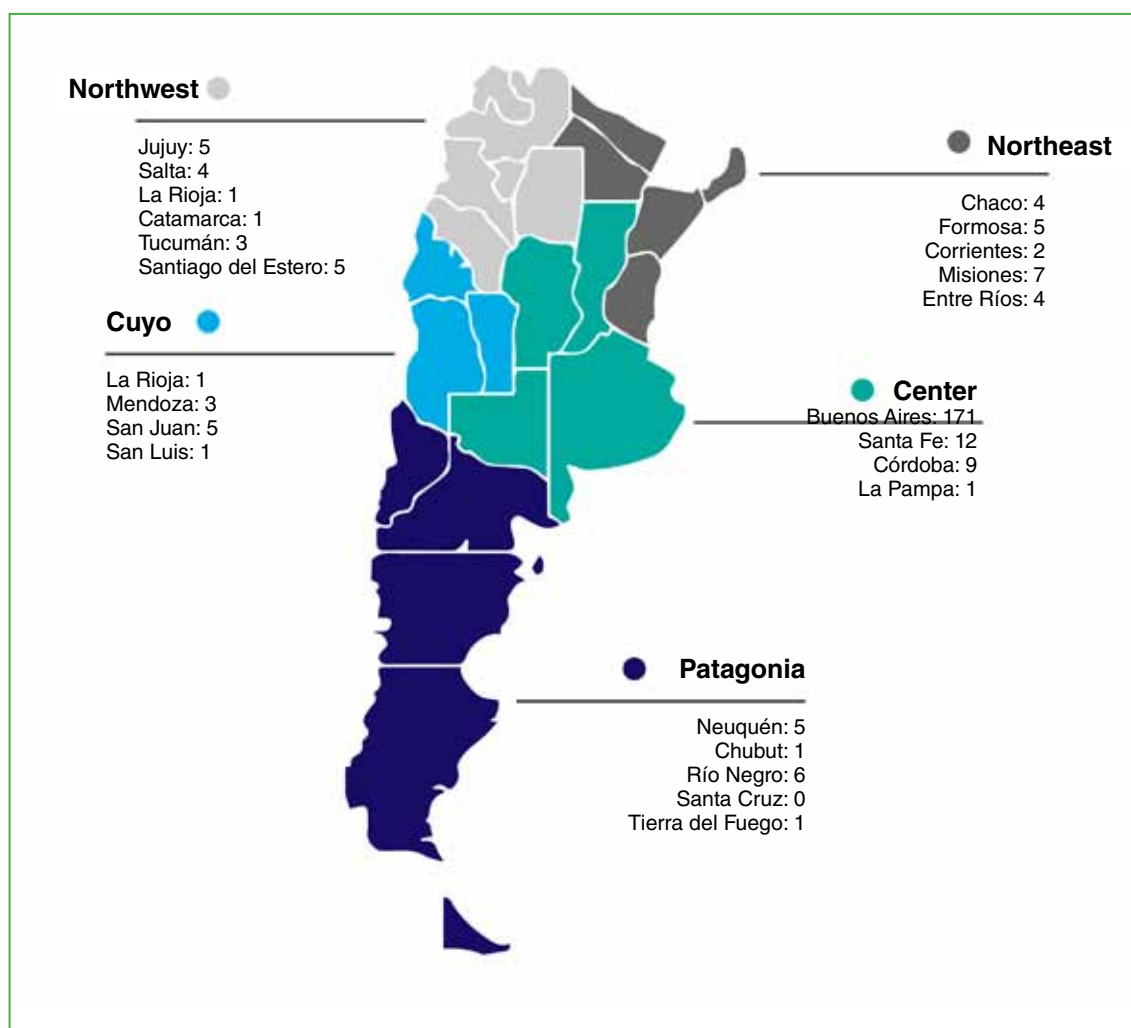 Northwest
Jujuy: 5
Salta: 4
La Rioja: 1
Catamarca: 1
Tucumán: 3
Santiago del Estero: 5
Northeast
Chaco: 4
Formosa: 5
Corrientes: 2
Misiones: 7
Entre Ríos: 4
Cuyo
La Rioja: 1
Mendoza: 3
San Juan: 5
San Luis: 1
Center
Buenos Aires: 171
Santa Fe: 12
Córdoba: 9
La Pampa: 1
Patagonia
Neuquén: 5
Chubut: 1
Río Negro: 6
Santa Cruz: 0
Tierra del Fuego: 1